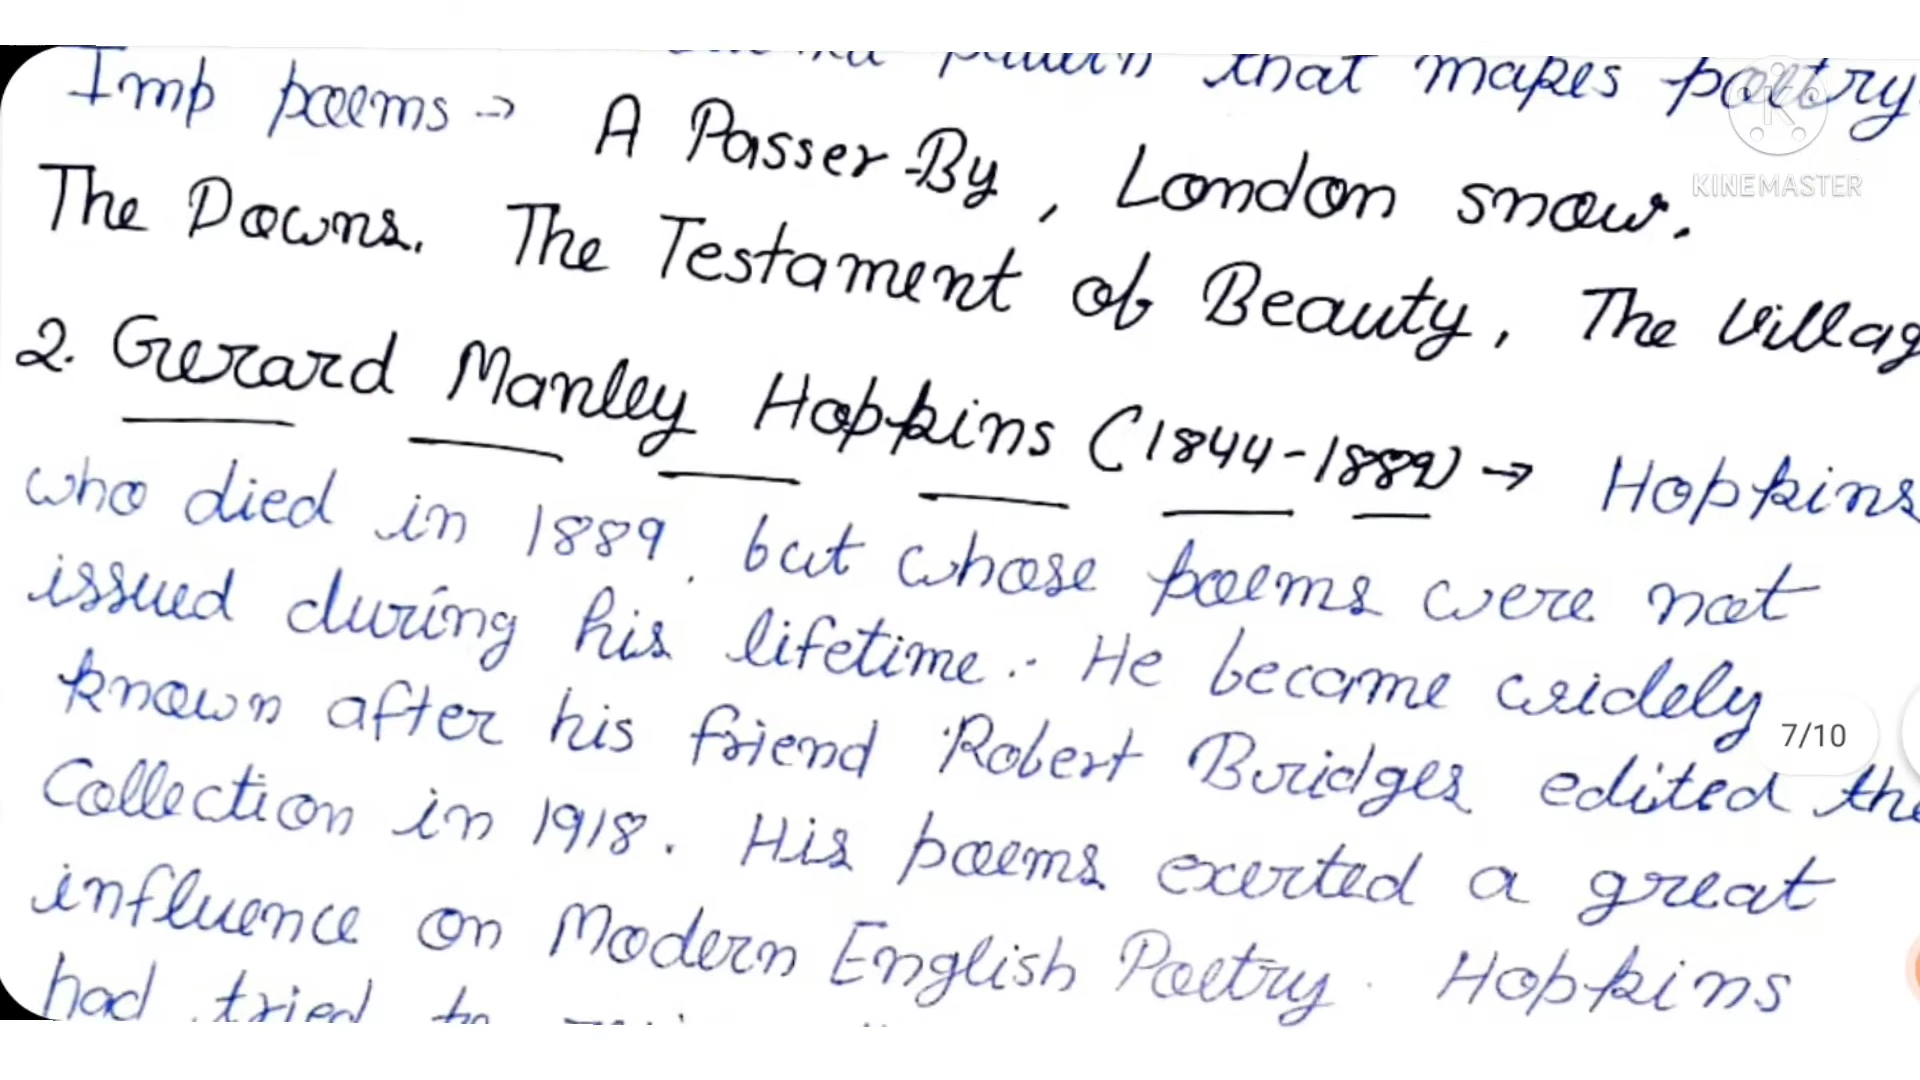 that makes poetry
Imp poems → A Passer-By, London snow.
The Downs. The Testament of Beauty, The Villag
2. Gerard Manley Hopkins (1844-1889) → Hopkins
who died in 1889, but whose poems were not
issued during his lifetime. He became widely
known after his friend Robert Bridges edited the
Collection in 1918. His poems exerted a great
influence on Modern English Poetry. Hopkins
had tried to
KINEMASTER
7/10